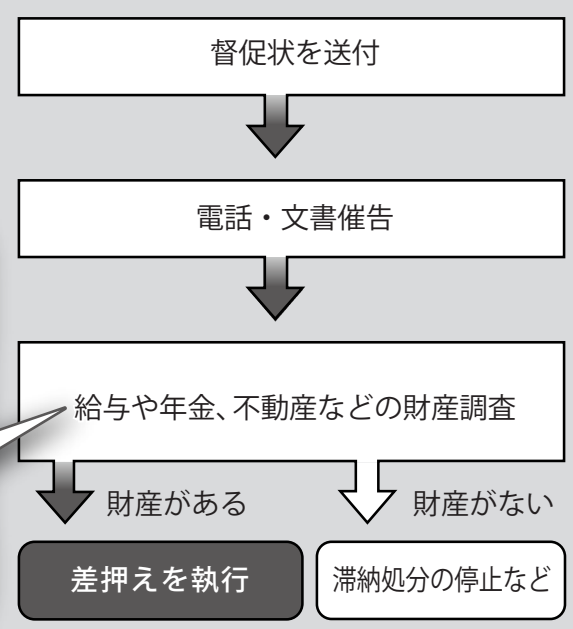 督促状を送付
電話・文書催告
給与や年金、不動産などの財産調査
財産がある
財産がない
差押えを執行
滞納処分の停止など